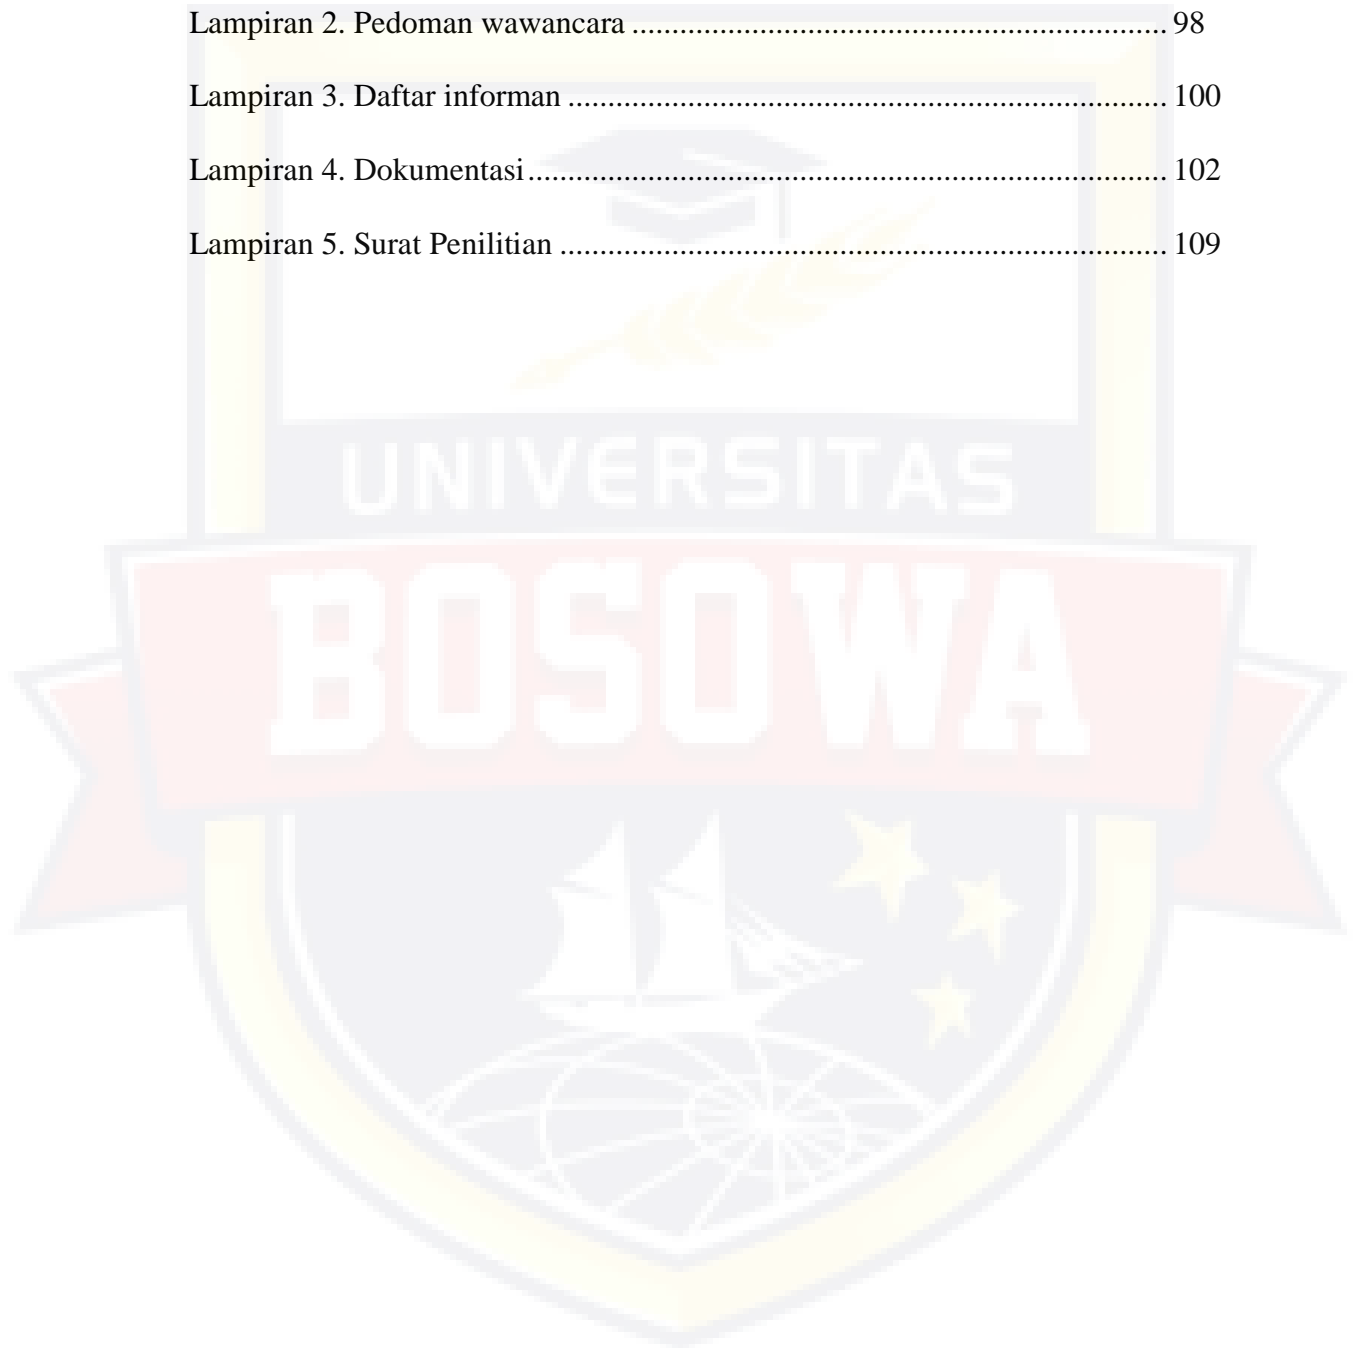 Lampiran 2. Pedoman wawancara .................................................................. 98
Lampiran 3. Daftar informan .......................................................................... 100
Lampiran 4. Dokumentasi............................................................................... 102
Lampiran 5. Surat Penilitian ........................................................................... 109
UNIVERSITAS
BOSOWA